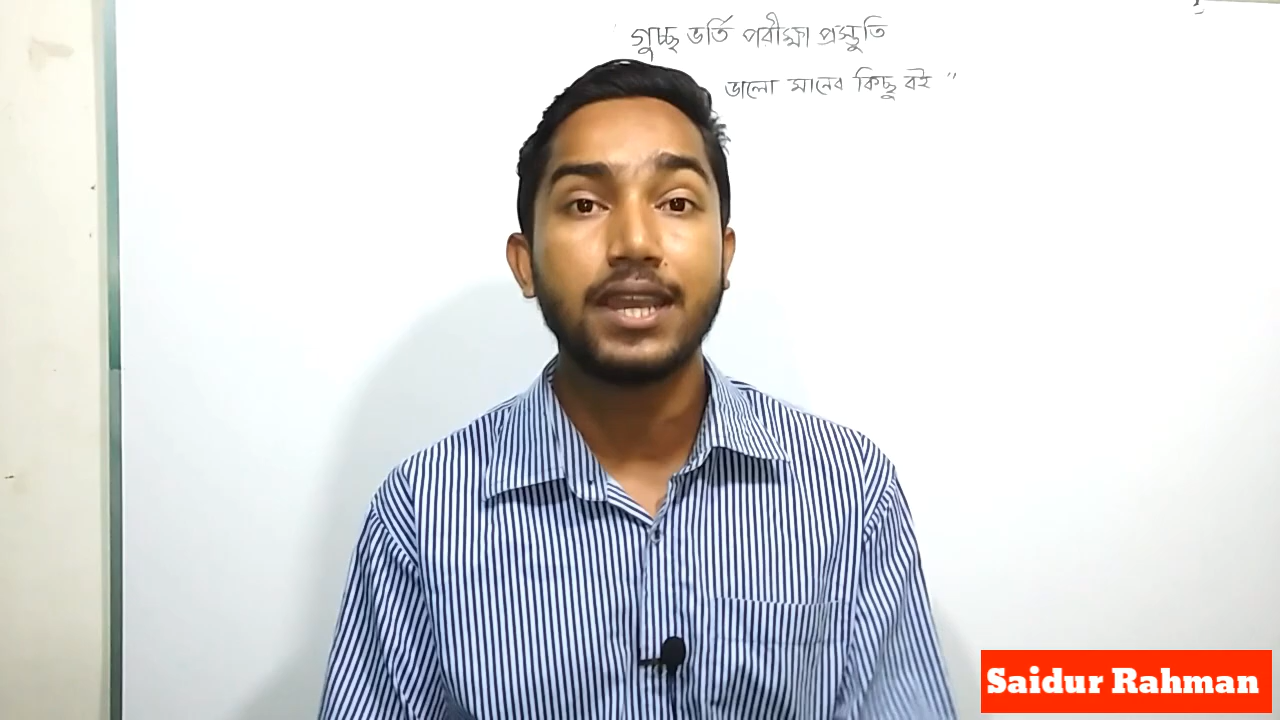 গুচ্ছ ভর্তি পরীক্ষা প্রস্তুতি
ভালো মানের কিছু বই "
Saidur Rahman